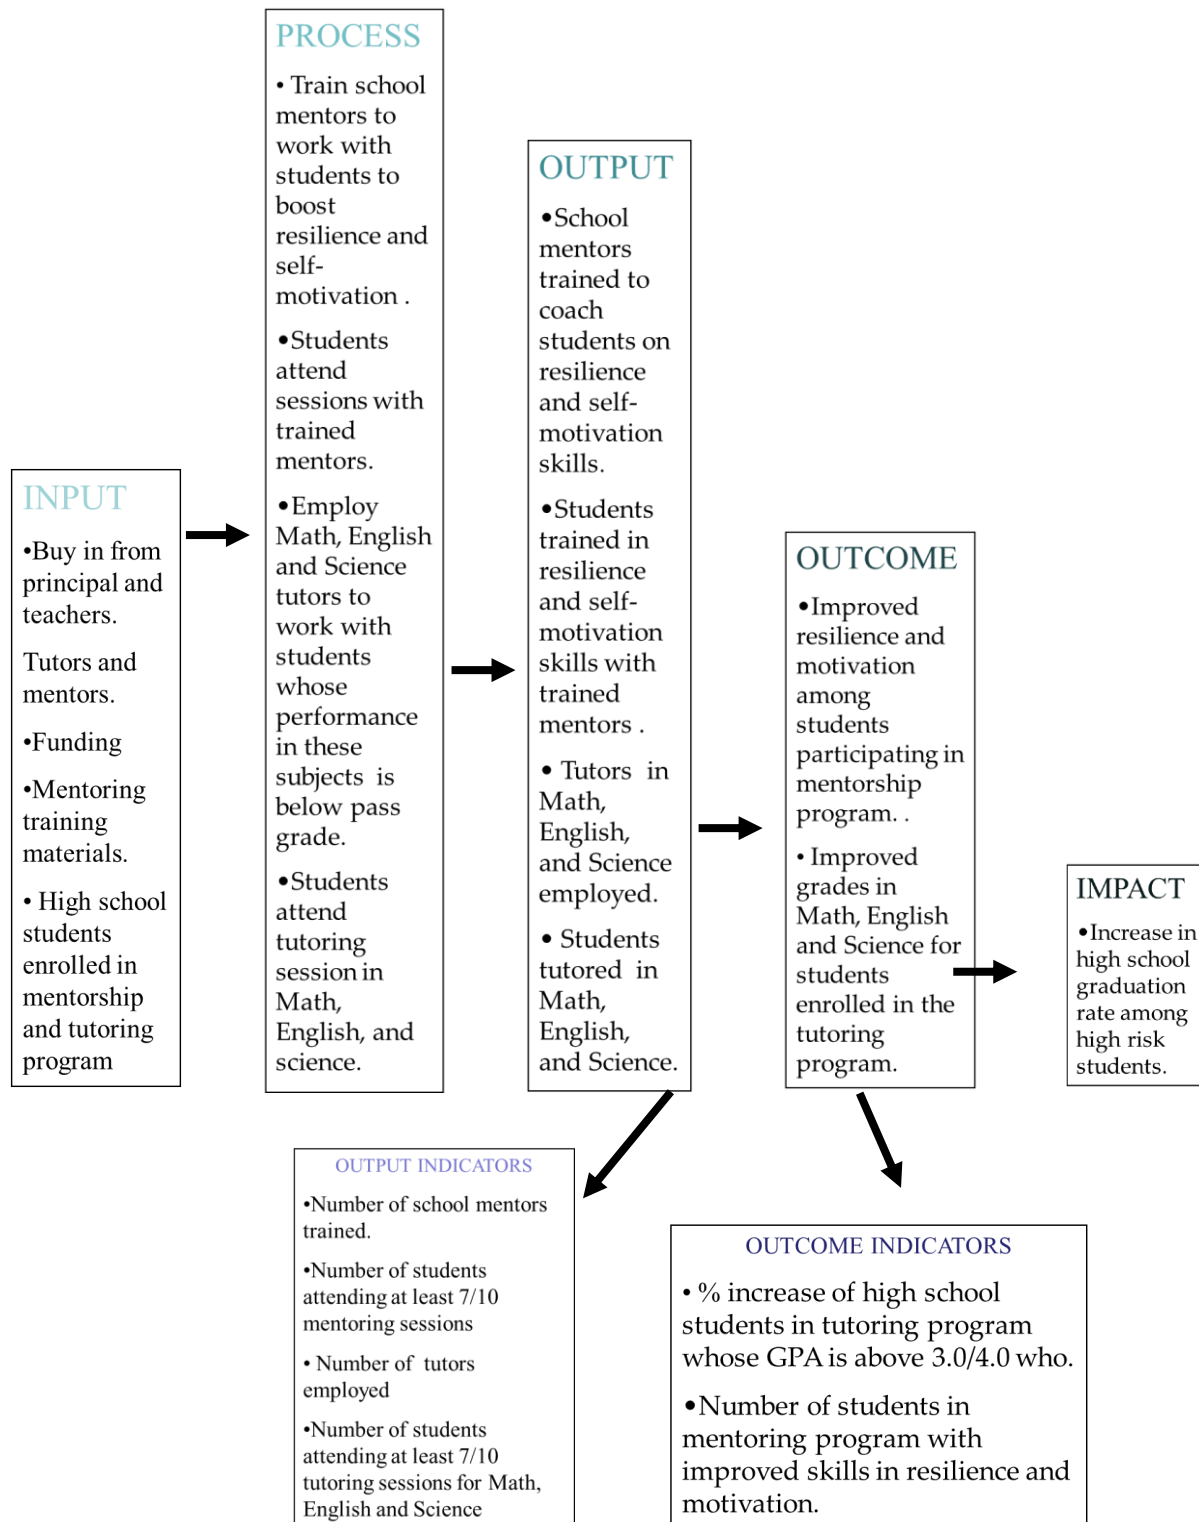 INPUT
•Buy in from
principal and
teachers.
Tutors and
mentors.
•Funding
•Mentoring
training
materials.
• High school
students
enrolled in
mentorship
and tutoring
program
PROCESS
• Train school
mentors to
work with
students to
boost
resilience and
self-
motivation .
•Students
attend
sessions with
trained
mentors.
•Employ
Math, English
and Science
tutors to
work with
students
whose
performance
in these
subjects is
below pass
grade.
•Students
attend
tutoring
session in
Math,
English, and
science.
OUTPUT
•School
mentors
trained to
coach
students on
resilience
and self-
motivation
skills.
•Students
trained in
resilience
and self-
motivation
skills with
trained
mentors .
• Tutors in
Math,
English,
and Science
employed.
• Students
tutored in
Math,
English,
and Science.
OUTCOME
•Improved
resilience and
motivation
among
students
participating in
mentorship
program. .
• Improved
grades in
Math, English
and Science for
students
enrolled in the
tutoring
program.
IMPACT
•Increase in
high school
graduation
rate among
high risk
students.
OUTPUT INDICATORS
•Number of school mentors
trained.
•Number of students
attending at least 7/10
mentoring sessions
• Number of tutors
employed
•Number of students
attending at least 7/10
tutoring sessions for Math,
English and Science
OUTCOME INDICATORS
• % increase of high school
students in tutoring program
whose GPA is above 3.0/4.0 who.
•Number of students in
mentoring program with
improved skills in resilience and
motivation.